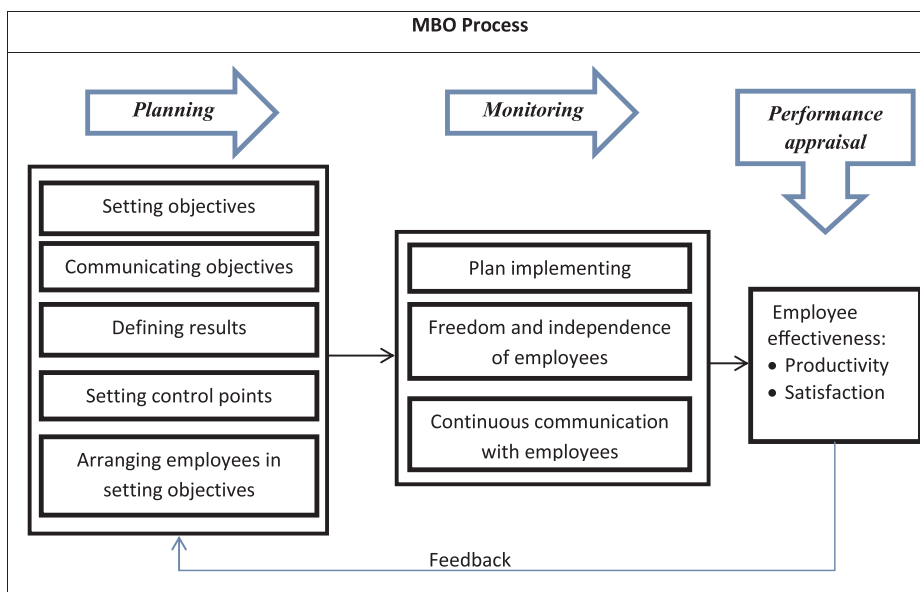 MBO Process
Planning
Monitoring
Performance
appraisal
Setting objectives
Communicating objectives
Defining results
Setting control points
Arranging employees in
setting objectives
Plan implementing
Freedom and independence
of employees
Continuous communication
with employees
Employee
effectiveness:
• Productivity
• Satisfaction
Feedback